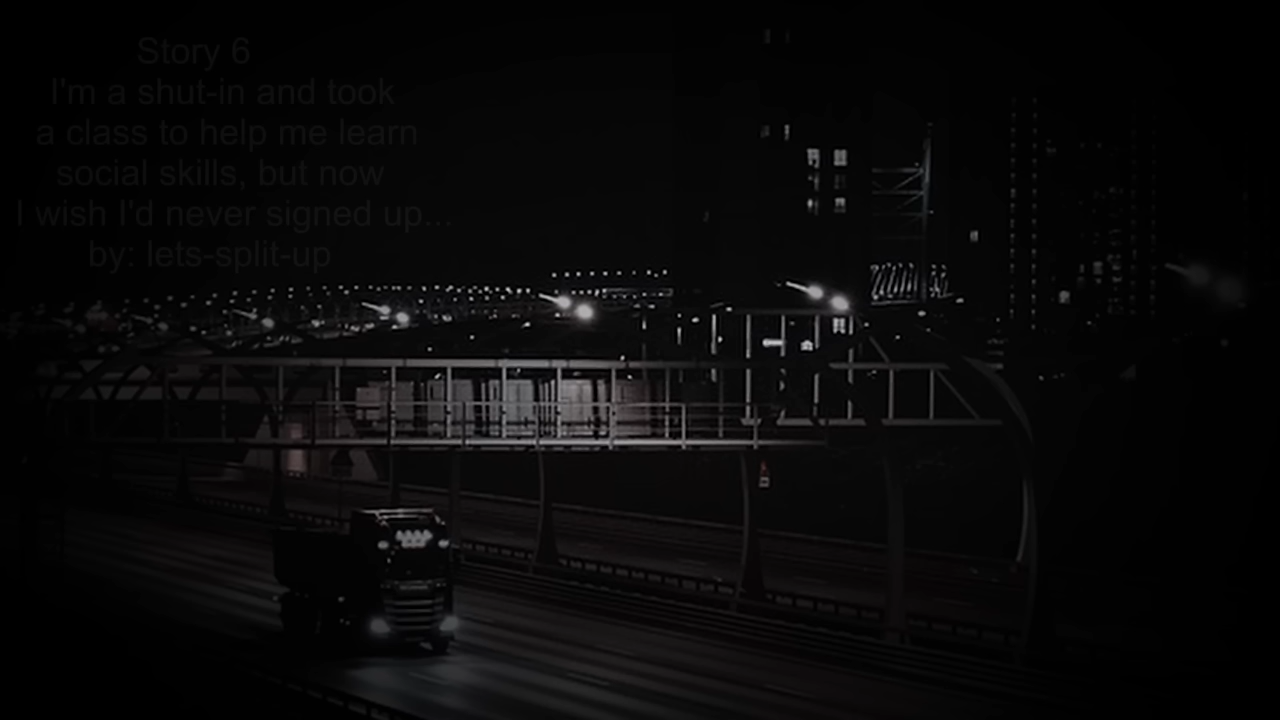 Story 6
I'm a shut-in and took
a class to help me learn
social skills, but now
I wish I'd never signed up...
by: lets-split-up